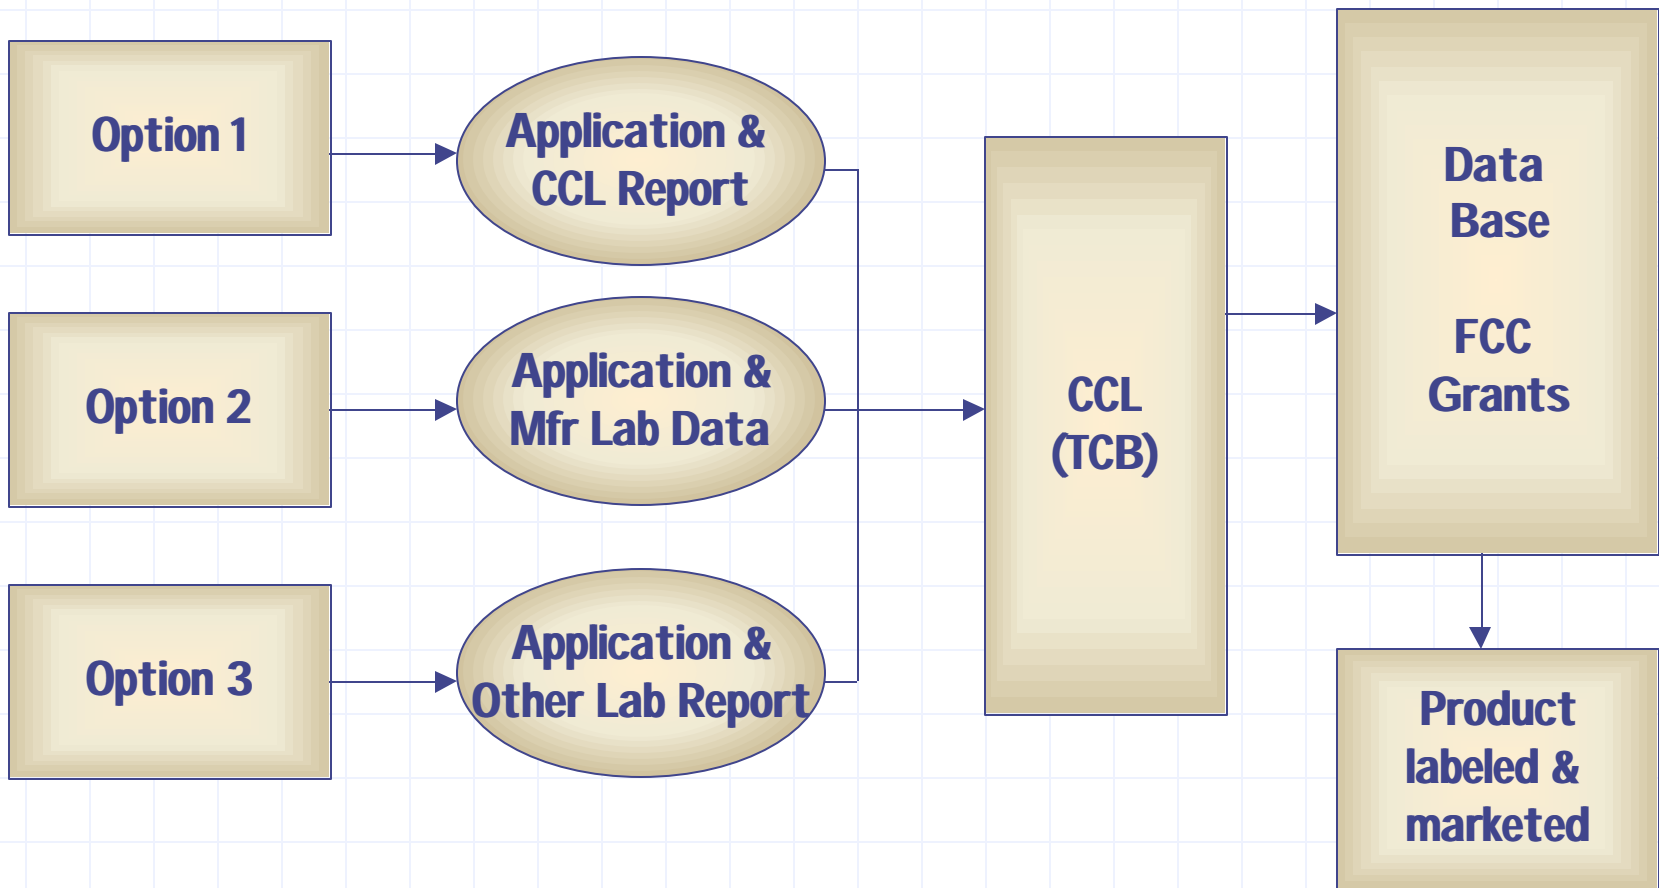 Option 1
Application &
CCL Report
Option 2
Application &
Mfr Lab Data
Option 3
Application &
Other Lab Report
CCL
(TCB)
Data
Base
FCC
Grants
Product
labeled &
marketed